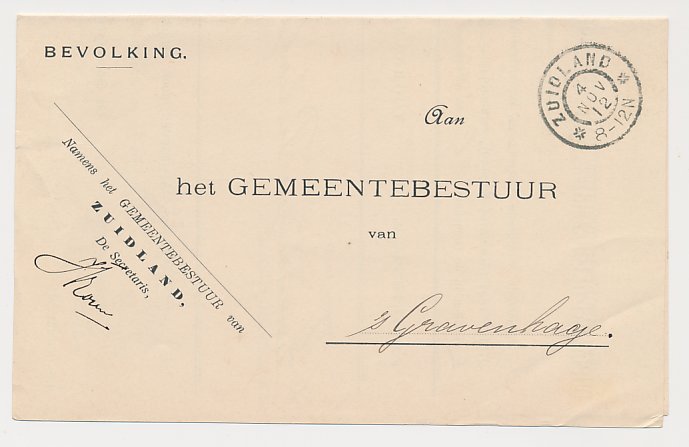 BEVOLKING.
ZUIDLAND
4
NOV
12
8-12N
Aan
het GEMEENTEBESTUUR
van
's Gravenhage.
Namens het GEMEENTEBESTUUR van
ZUIDLAND,
De Secretaris,